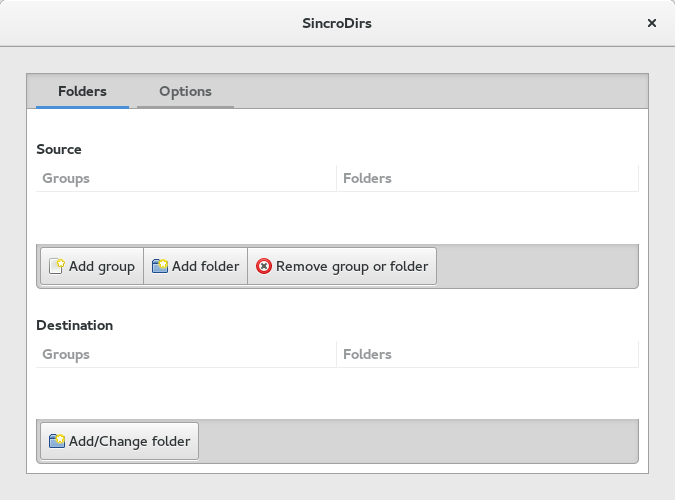 SincroDirs
Folders Options
Source
Groups Folders
Add group Add folder Remove group or folder
Destination
Groups Folders
Add/Change folder